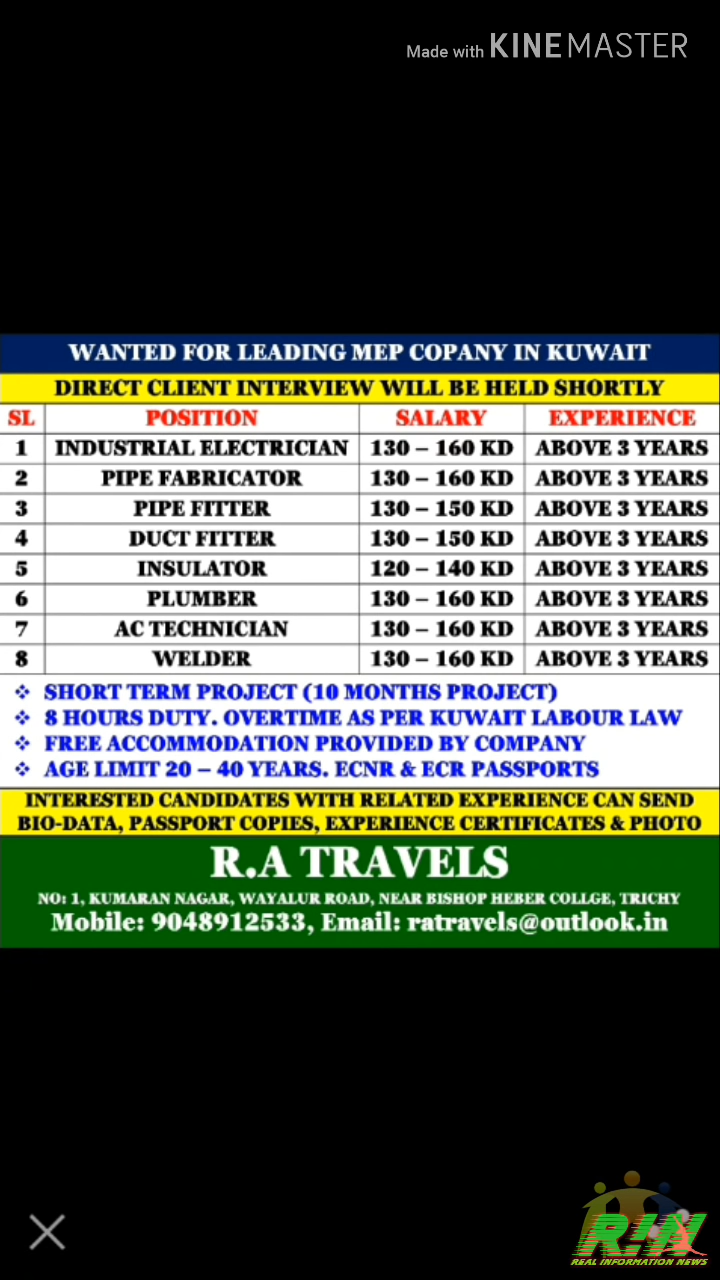 Made with KINEMASTER
WANTED FOR LEADING MEP COPANY IN KUWAIT
DIRECT CLIENT INTERVIEW WILL BE HELD SHORTLY
SL POSITION SALARY EXPERIENCE
1 INDUSTRIAL ELECTRICIAN 130 – 160 KD ABOVE 3 YEARS
2 PIPE FABRICATOR 130 – 160 KD ABOVE 3 YEARS
3 PIPE FITTER 130 – 150 KD ABOVE 3 YEARS
4 DUCT FITTER 130 – 150 KD ABOVE 3 YEARS
5 INSULATOR 120 – 140 KD ABOVE 3 YEARS
6 PLUMBER 130 – 160 KD ABOVE 3 YEARS
7 AC TECHNICIAN 130 – 160 KD ABOVE 3 YEARS
8 WELDER 130 – 160 KD ABOVE 3 YEARS
❖ SHORT TERM PROJECT (10 MONTHS PROJECT)
❖ 8 HOURS DUTY. OVERTIME AS PER KUWAIT LABOUR LAW
❖ FREE ACCOMMODATION PROVIDED BY COMPANY
❖ AGE LIMIT 20 – 40 YEARS. ECNR & ECR PASSPORTS
INTERESTED CANDIDATES WITH RELATED EXPERIENCE CAN SEND
BIO-DATA, PASSPORT COPIES, EXPERIENCE CERTIFICATES & PHOTO
R.A TRAVELS
NO: 1, KUMARAN NAGAR, WAYALUR ROAD, NEAR BISHOP HEBER COLLGE, TRICHY
Mobile: 9048912533, Email: ratravels@outlook.in
R!N
REAL INFORMATION NEWS